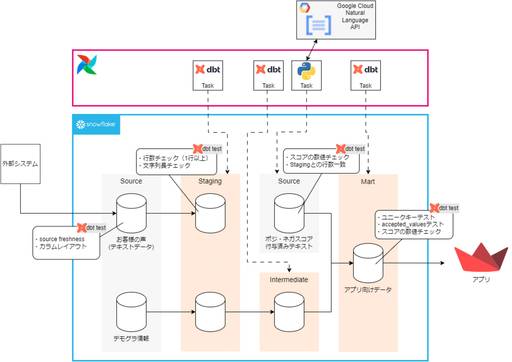 Google Cloud
Natural
Language
API
dbt
Task
dbt
Task
Task
dbt
Task
snowflake
外部システム
dbt test
・行数チェック（1行以上）
・文字列長チェック
dbt test
・スコアの数値チェック
・Stagingとの行数一致
Source
Staging
Source
Mart
dbt test
・source freshness
・カラムレイアウト
お客様の声
(テキストデータ)
ポジ・ネガスコア
付与済みテキスト
dbt test
・ユニークキーテスト
・accepted_valuesテスト
・スコアの数値チェック
アプリ向けデータ
アプリ
Intermediate
デモグラ情報